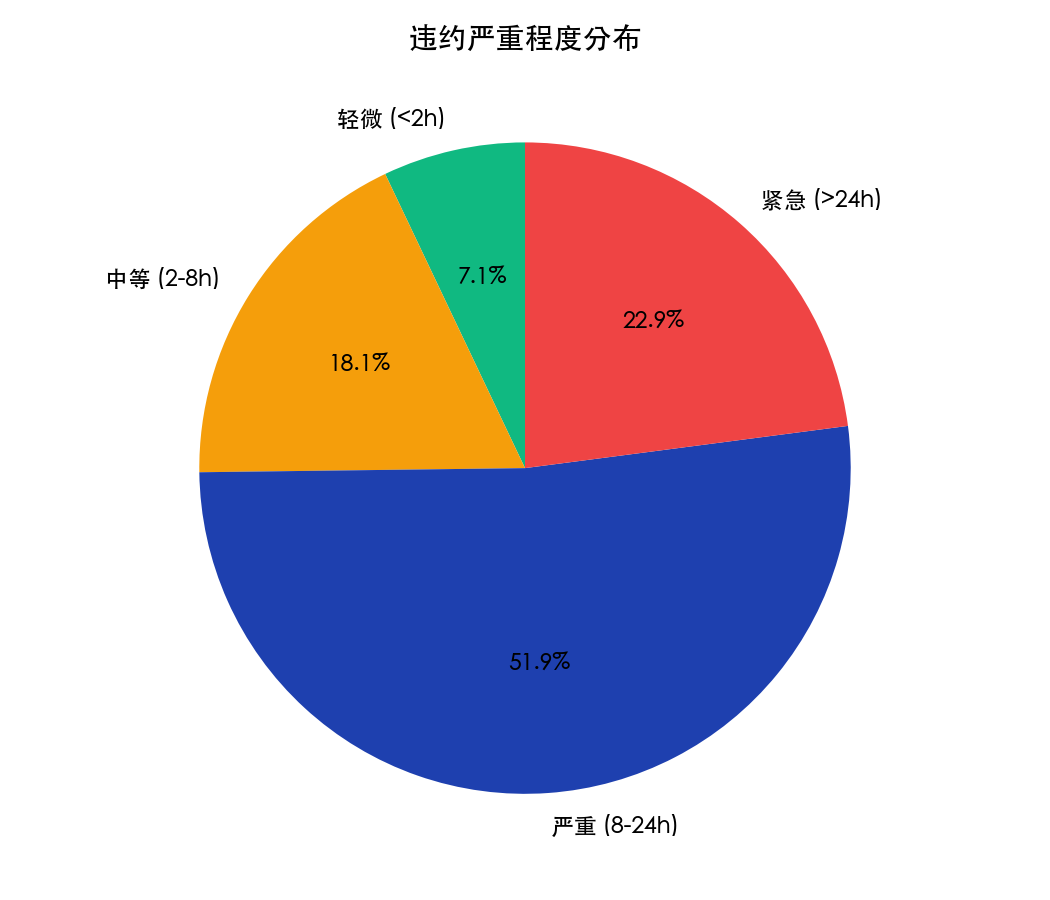 违约严重程度分布
轻微 (<2h)
紧急 (>24h)
中等 (2-8h)
7.1%
22.9%
18.1%
51.9%
严重 (8-24h)